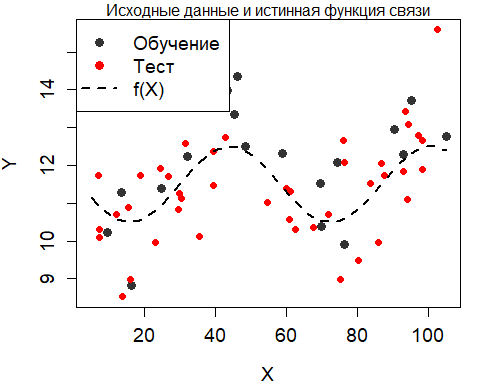 Исходные данные и истинная функция связи
Обучение
Тест
f(X)
Y
14
12
10
9
20
40
60
80
100
X